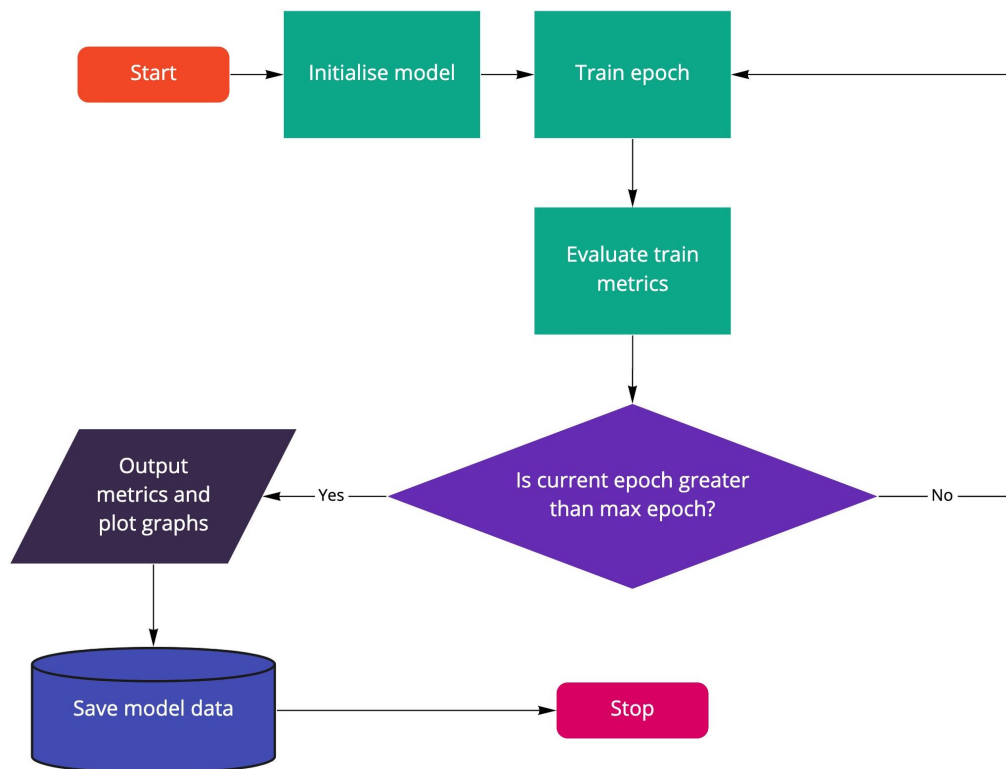 Start
Initialise model
Train epoch
Evaluate train
metrics
Is current epoch greater
than max epoch?
Yes
No
Output
metrics and
plot graphs
Save model data
Stop